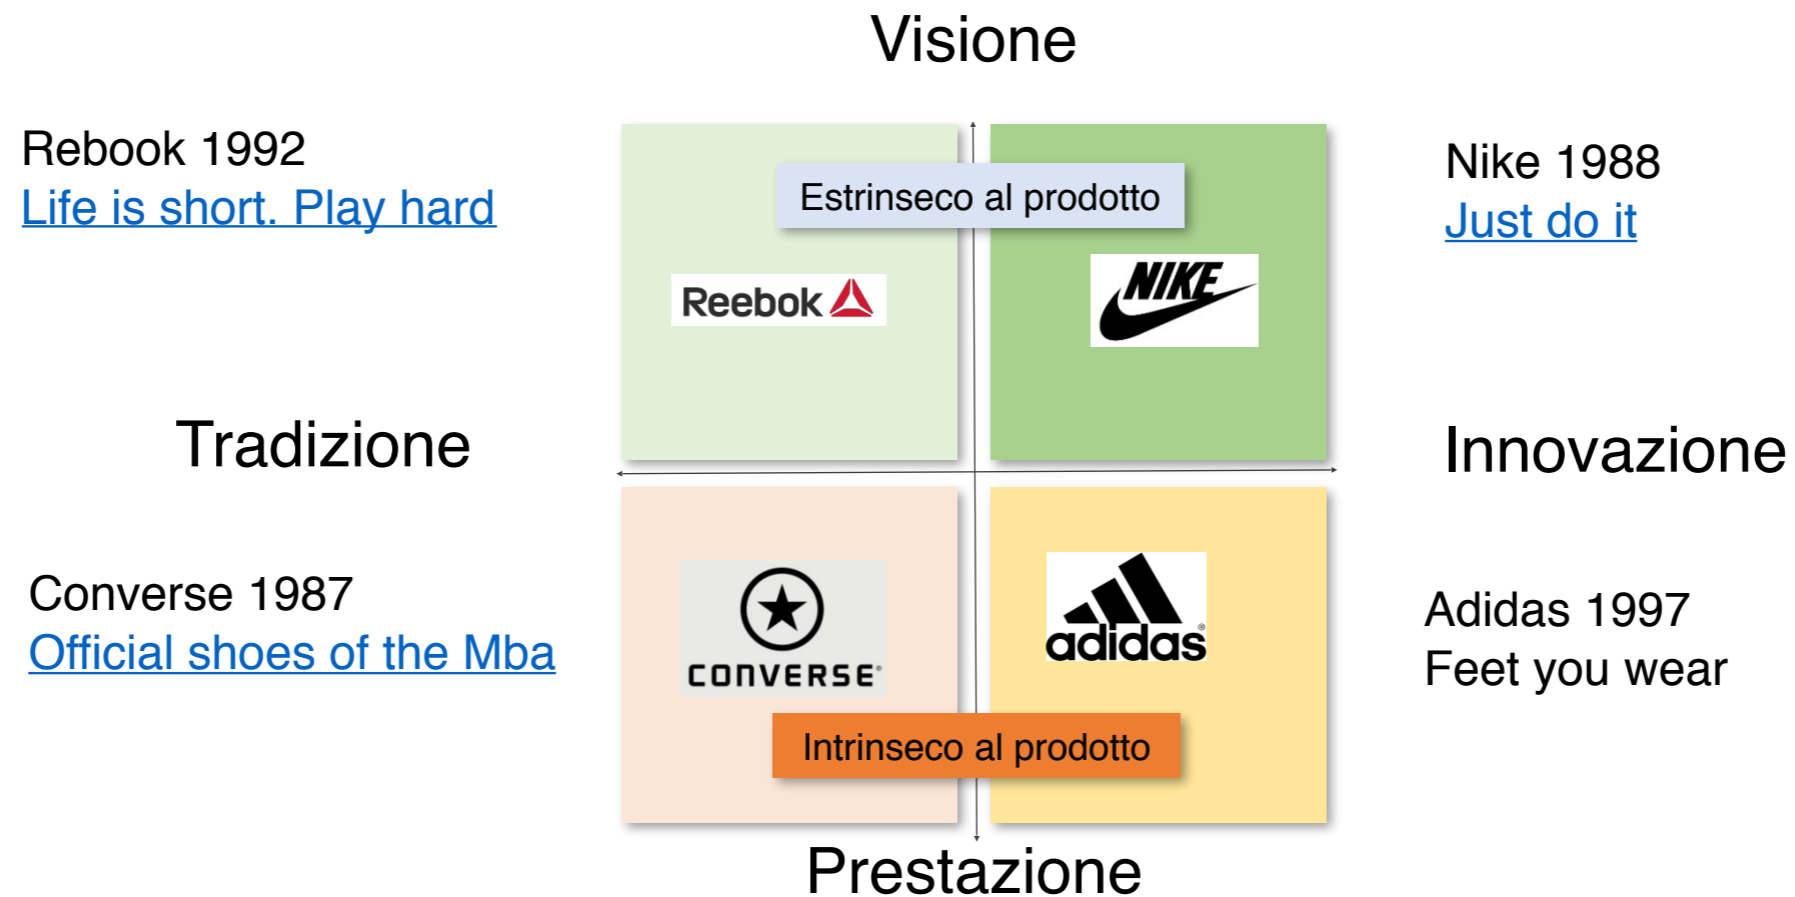 Visione
Rebook 1992
Life is short. Play hard
Estrinseco al prodotto
Nike 1988
Just do it
Reebok
NIKE
Tradizione
Innovazione
Converse 1987
Official shoes of the Mba
CONVERSE®
adidas®
Adidas 1997
Feet you wear
Intrinseco al prodotto
Prestazione